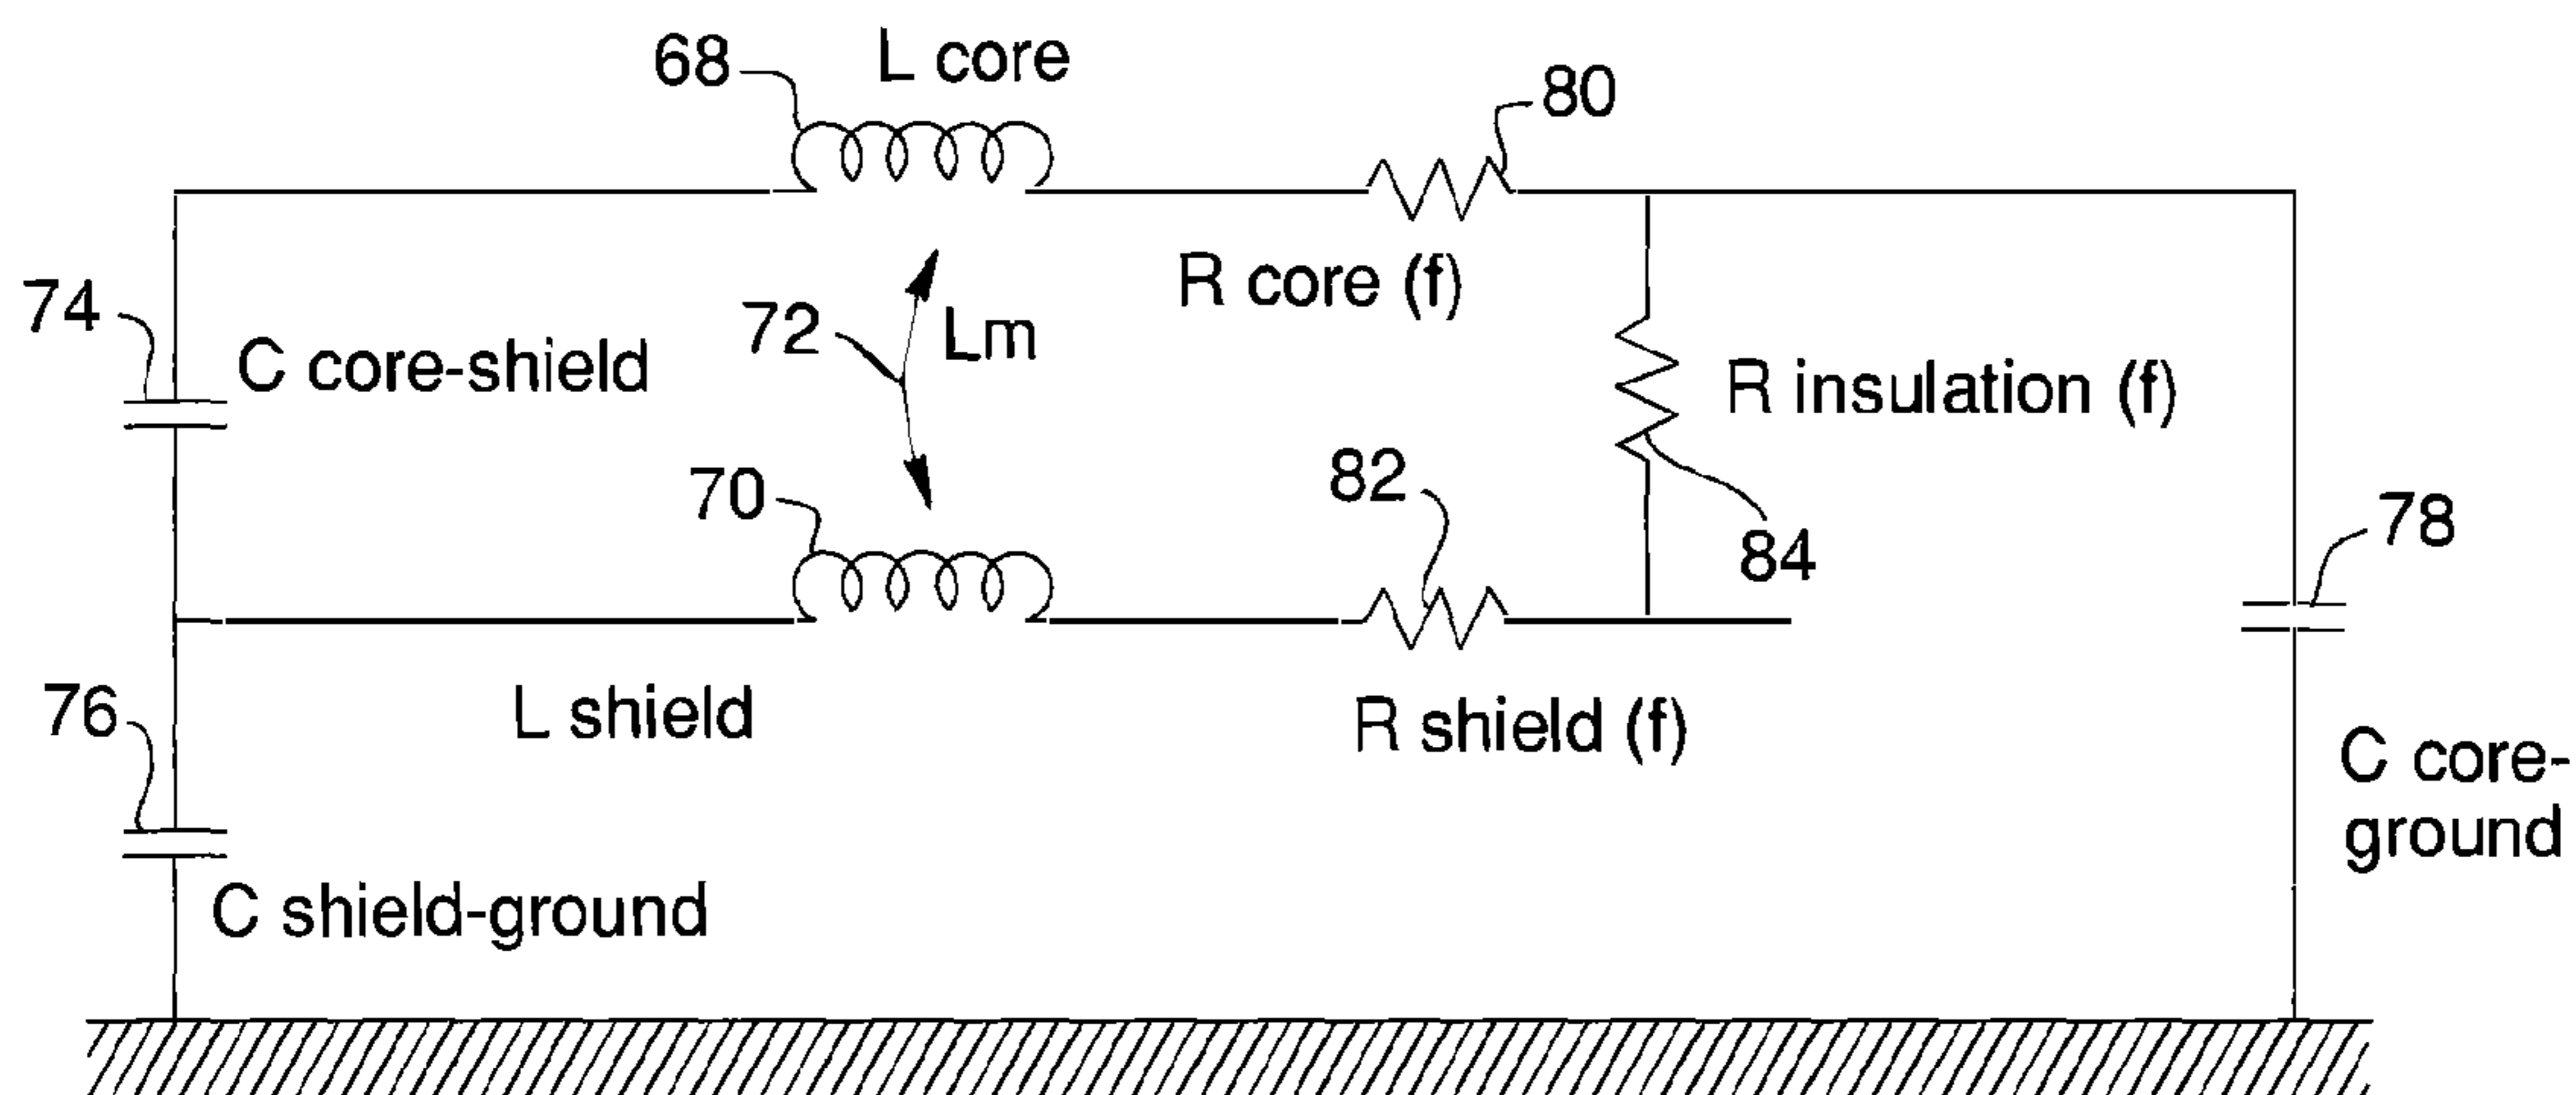 68
L core
80
74
C core-shield
72
Lm
R core (f)
R insulation (f)
70
82
84
78
76
L shield
R shield (f)
C core-
ground
C shield-ground